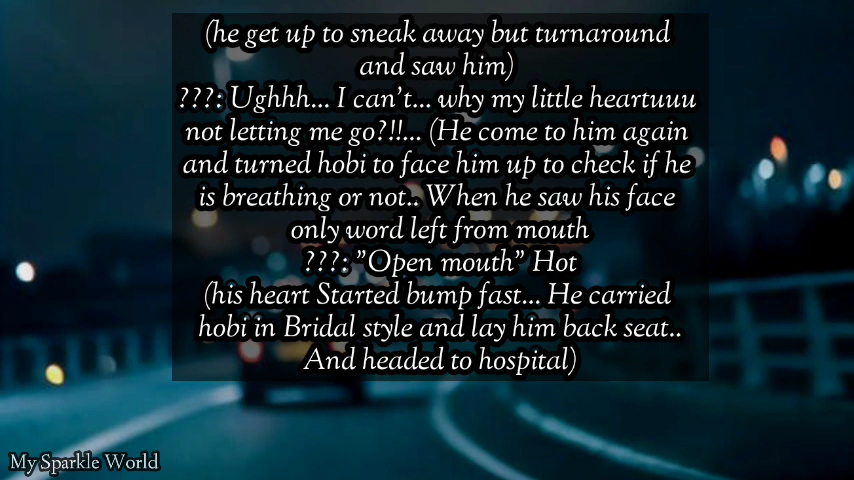 (he get up to sneak away but turnaround
and saw him)
???: Ughhh... I can't... why my little heartuuu
not letting me go?!!... (He come to him again
and turned hobi to face him up to check if he
is breathing or not.. When he saw his face
only word left from mouth
???: "Open mouth" Hot
(his heart Started bump fast... He carried
hobi in Bridal style and lay him back seat..
And headed to hospital)
My Sparkle World